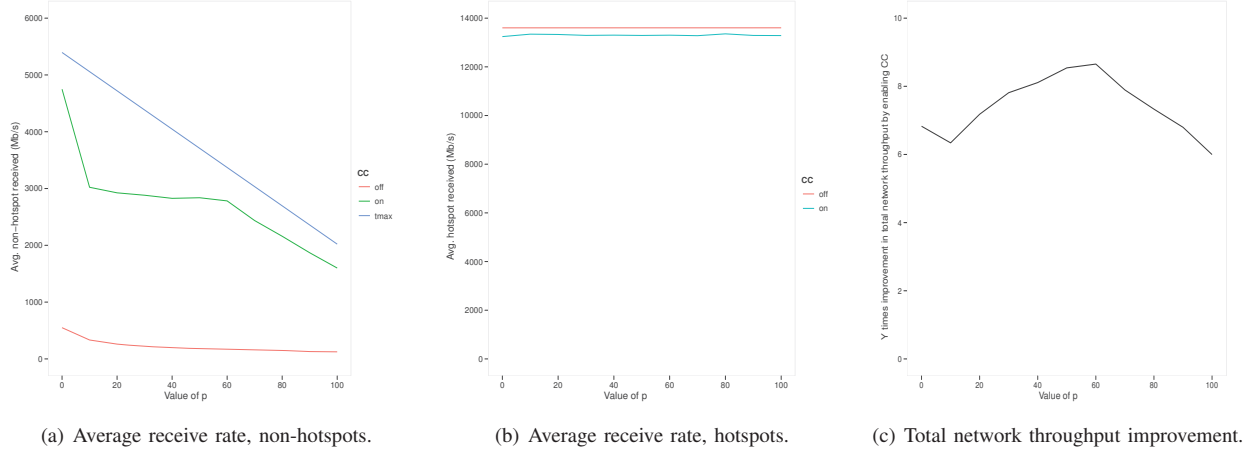 6000
5000
4000
3000
2000
1000
0
Avg. non−hotspot received (Mb/s)
0 20 40 60 80 100
Value of p
CC
off
on
tmax
(a) Average receive rate, non-hotspots.
14000
12000
10000
8000
6000
4000
2000
0
Avg. hotspot received (Mb/s)
0 20 40 60 80 100
Value of p
CC
off
on
(b) Average receive rate, hotspots.
10
8
6
4
2
0
Y times improvement in total network throughput by enabling CC
0 20 40 60 80 100
Value of p
(c) Total network throughput improvement.